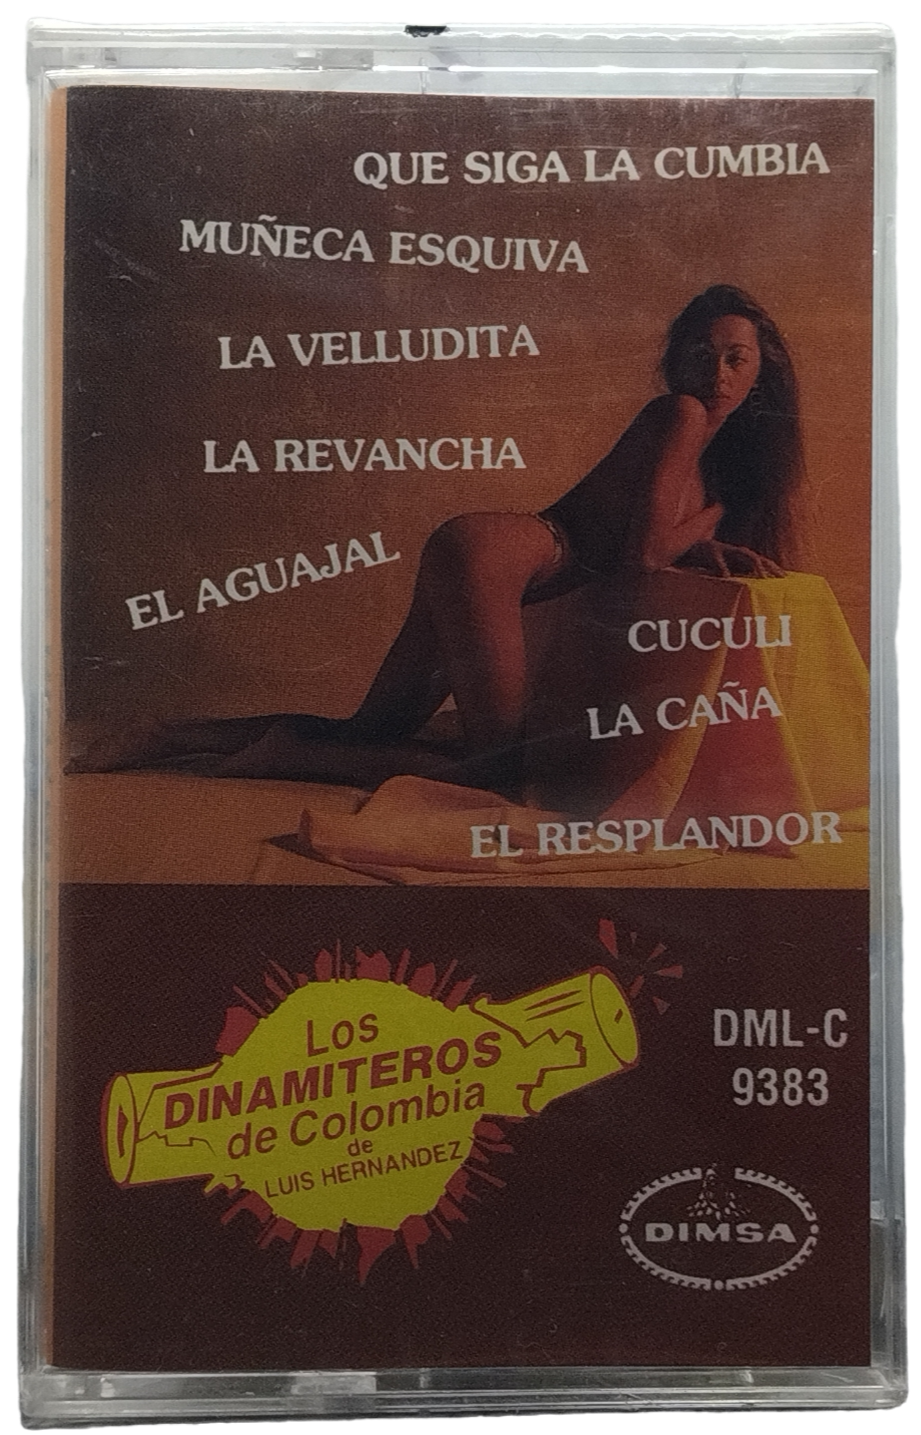 QUE SIGA LA CUMBIA
MUÑECA ESQUIVA
LA VELLUDITA
LA REVANCHA
EL AGUAJAL
CUCULI
LA CAÑA
EL RESPLANDOR
Los
DINAMITEROS
de Colombia
de
LUIS HERNANDEZ
DML-C
9383
DIMSA